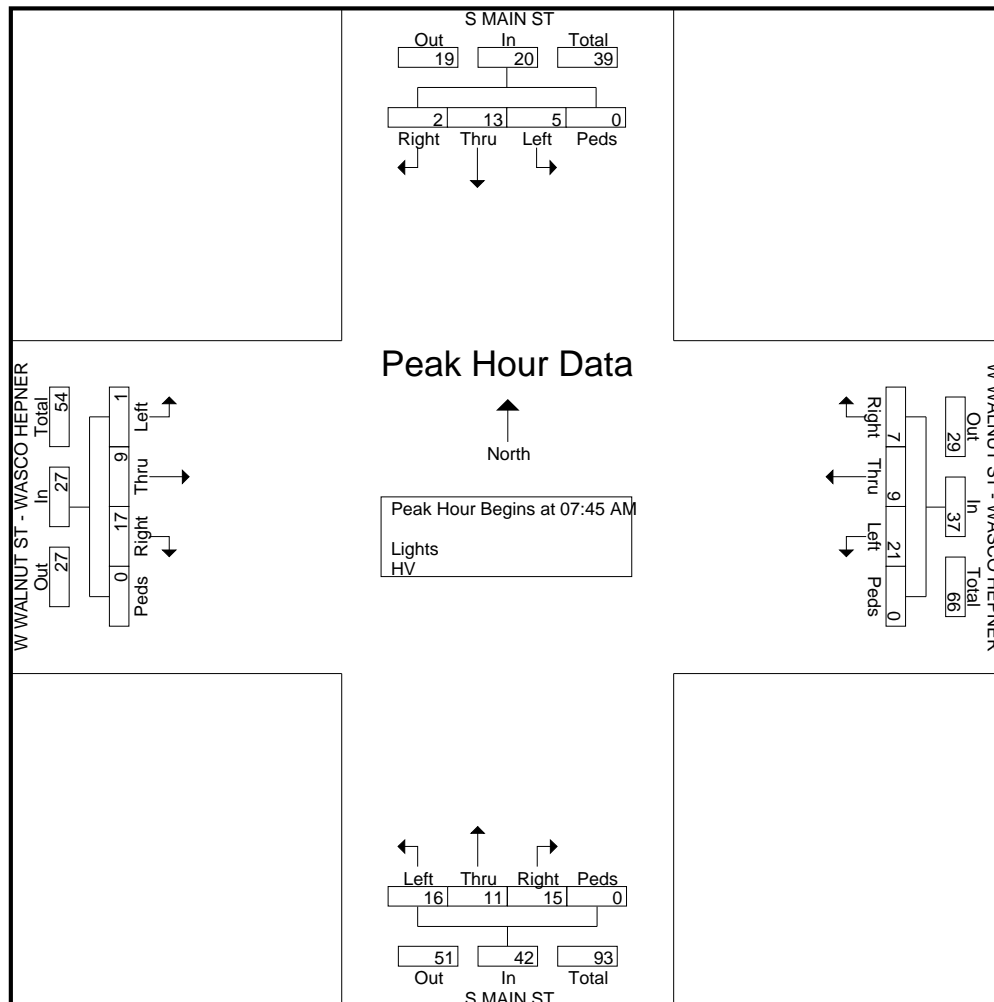 S MAIN ST
Out In Total
19 20 39
2 13 5 0
Right Thru Left Peds
Peak Hour Data
North
Peak Hour Begins at 07:45 AM
Lights
HV
W WALNUT ST - WASCO HEPNER
Total In Out
54 27 27
1 9 17 0
Left Thru Right Peds
W WALNUT ST - WASCO HEPNER
Out In Total
29 37 66
7 9 21 0
Right Thru Left Peds
Left Thru Right Peds
16 11 15 0
51 42 93
Out In Total
S MAIN ST